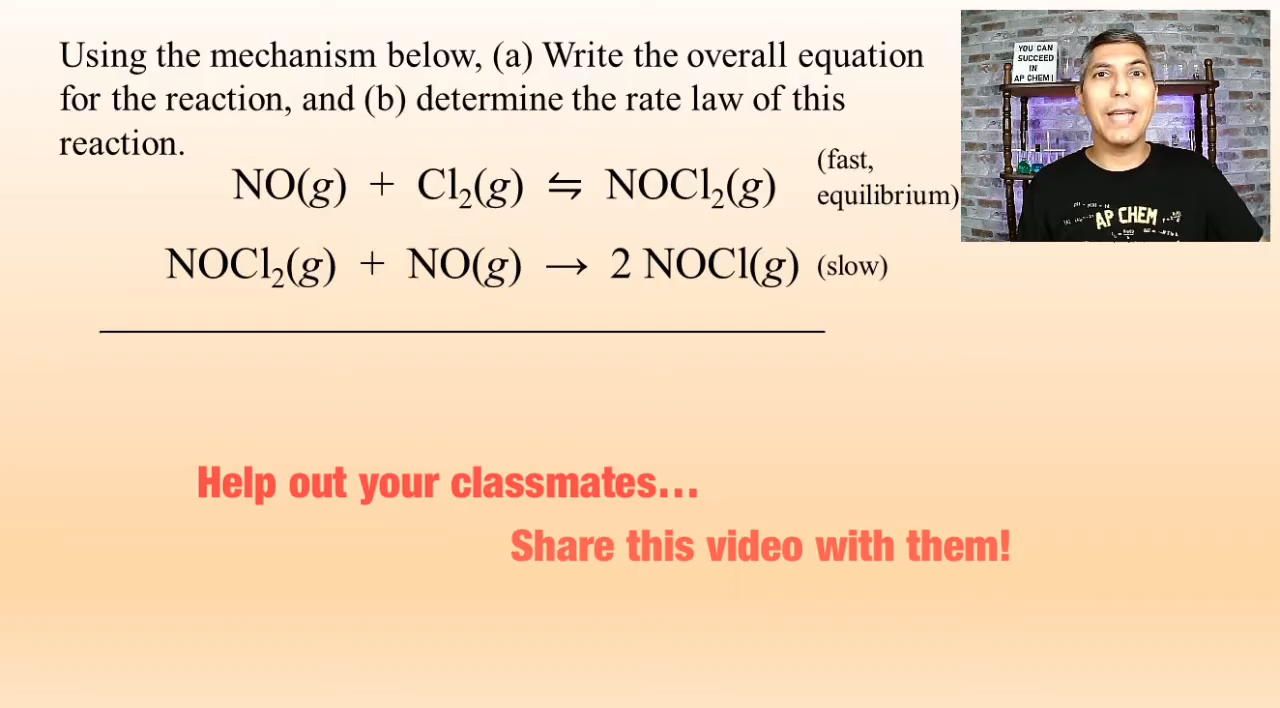 Using the mechanism below, (a) Write the overall equation
for the reaction, and (b) determine the rate law of this
reaction.
NO(g) + Cl₂(g) ⇋ NOCl₂(g) (fast,
equilibrium)
NOCl₂(g) + NO(g) → 2 NOCl(g) (slow)
Help out your classmates...
Share this video with them!
YOU CAN
SUCCEED
IN
AP CHEM!
AP CHEM